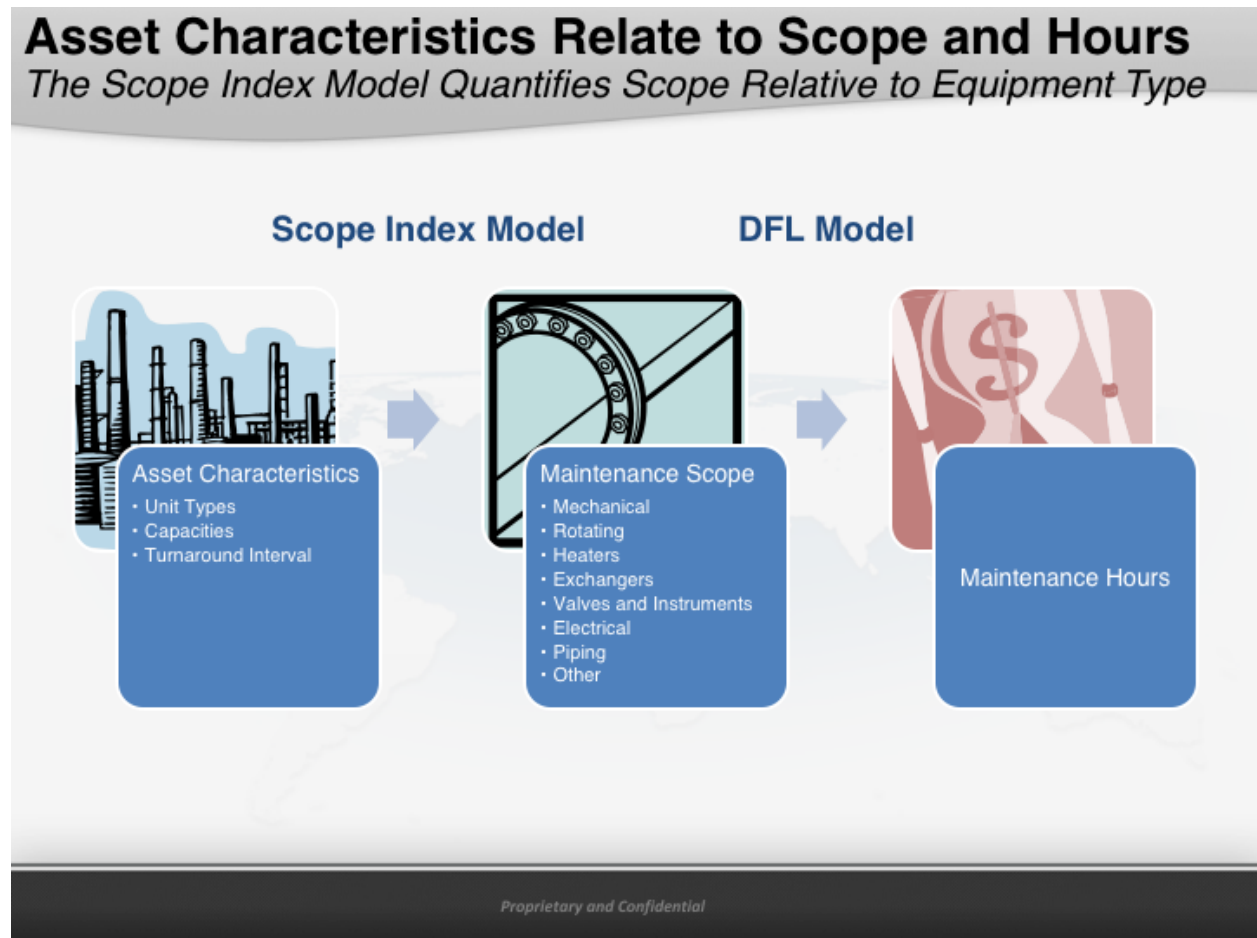 Asset Characteristics Relate to Scope and Hours
The Scope Index Model Quantifies Scope Relative to Equipment Type
Scope Index Model
DFL Model
$
Asset Characteristics
• Unit Types
• Capacities
• Turnaround Interval
Maintenance Scope
• Mechanical
• Rotating
• Heaters
• Exchangers
• Valves and Instruments
• Electrical
• Piping
• Other
Maintenance Hours
Proprietary and Confidential